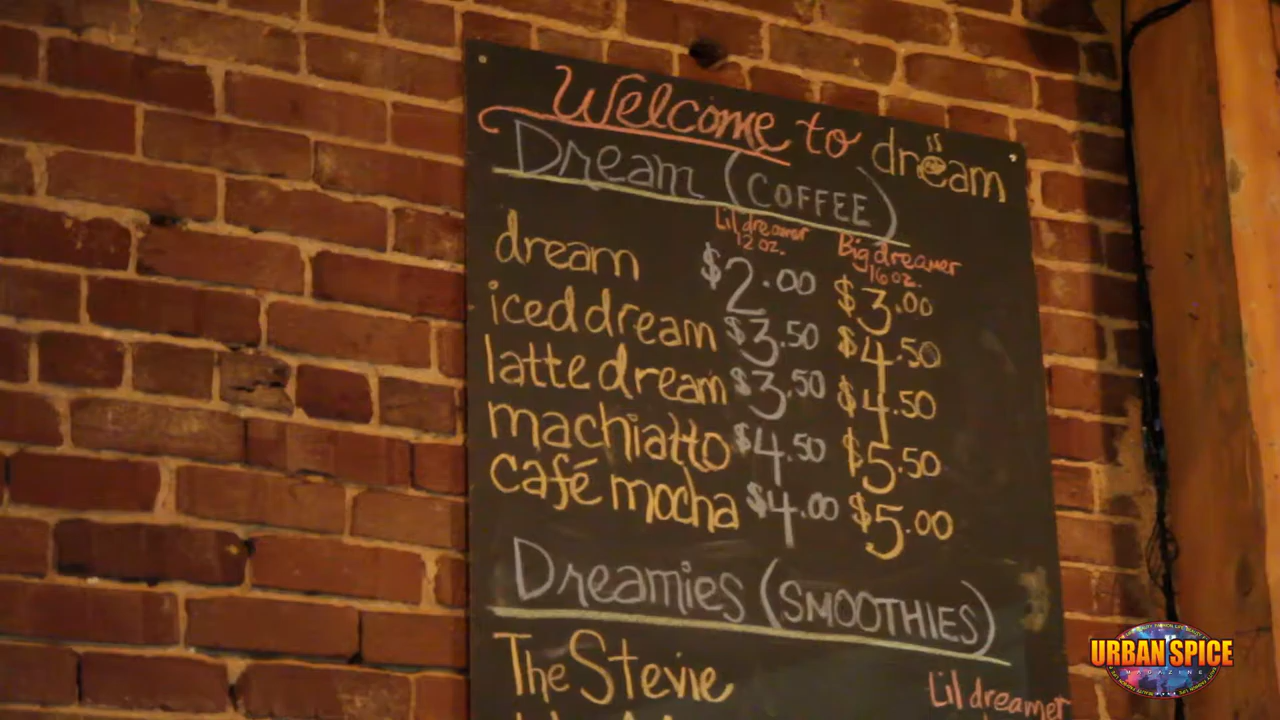 Welcome to dream
Dream (COFFEE)
Lil dreamer Big dreamer
12 oz. 16 oz.
dream $2.00 $3.00
iced dream $3.50 $4.50
latte dream $3.50 $4.50
machiatto $4.50 $5.50
café mocha $4.00 $5.00
Dreamies (SMOOTHIES)
The Stevie
Lil dreamer
URBAN SPICE
MAGAZINE